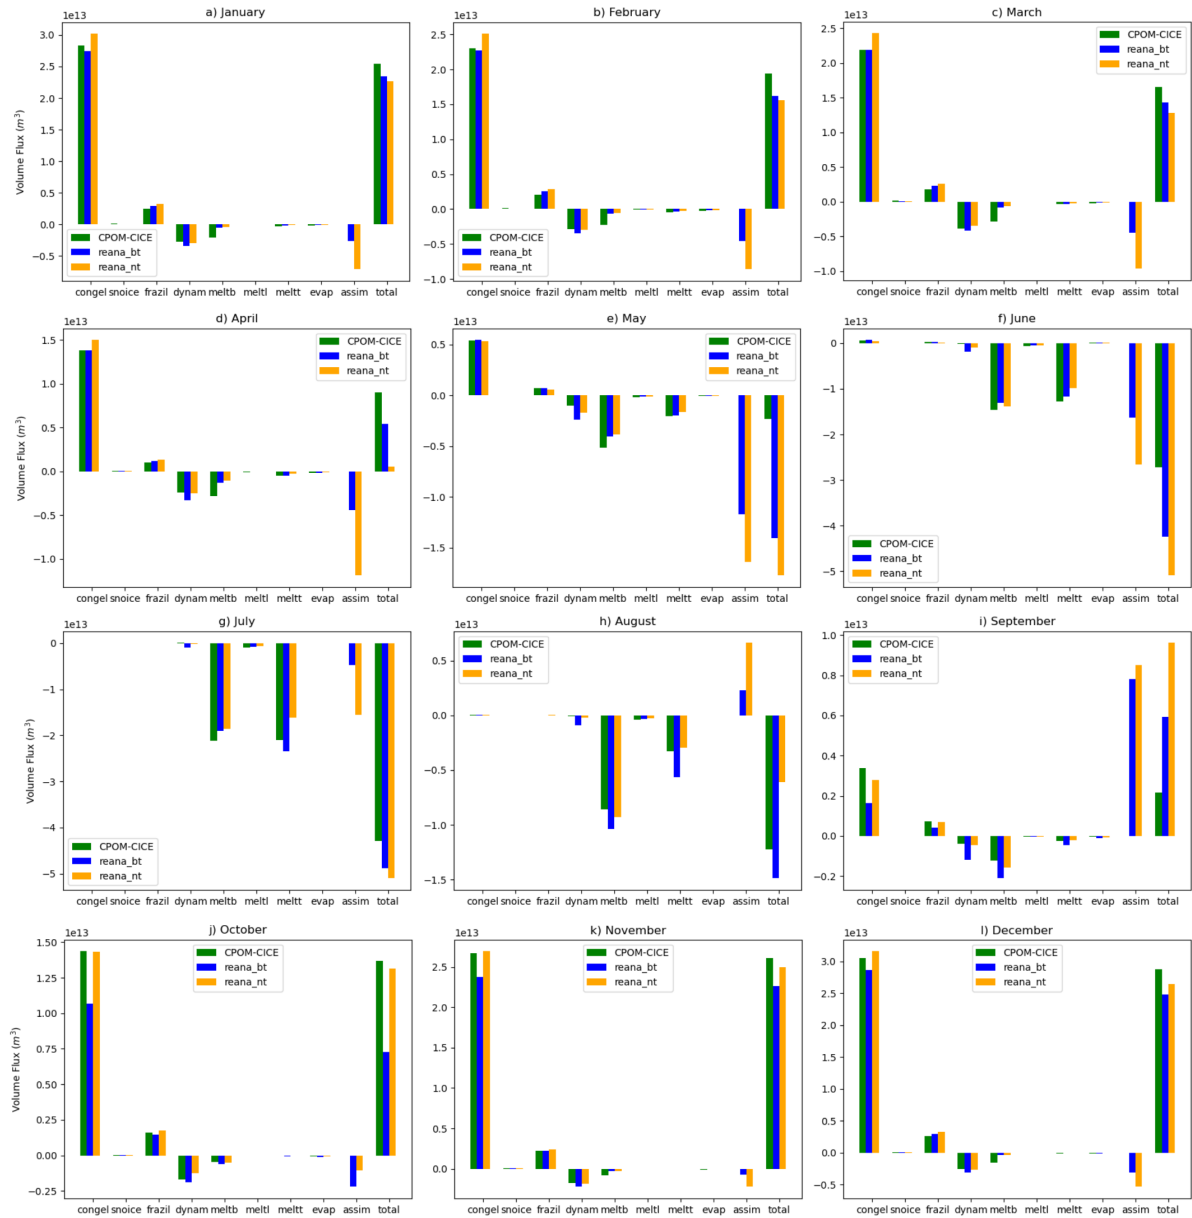 a) January
1e13
Volume Flux (m³)
3.0
2.5
2.0
1.5
1.0
0.5
0.0
−0.5
CPOM-CICE
reana_bt
reana_nt
congel snoice frazil dynam meltb meltl meltt evap assim total
b) February
1e13
2.5
2.0
1.5
1.0
0.5
0.0
−0.5
−1.0
CPOM-CICE
reana_bt
reana_nt
congel snoice frazil dynam meltb meltl meltt evap assim total
c) March
1e13
2.5
2.0
1.5
1.0
0.5
0.0
−0.5
−1.0
CPOM-CICE
reana_bt
reana_nt
congel snoice frazil dynam meltb meltl meltt evap assim total
d) April
1e13
Volume Flux (m³)
1.5
1.0
0.5
0.0
−0.5
−1.0
CPOM-CICE
reana_bt
reana_nt
congel snoice frazil dynam meltb meltl meltt evap assim total
e) May
1e13
0.5
0.0
−0.5
−1.0
−1.5
CPOM-CICE
reana_bt
reana_nt
congel snoice frazil dynam meltb meltl meltt evap assim total
f) June
1e13
0
−1
−2
−3
−4
−5
CPOM-CICE
reana_bt
reana_nt
congel snoice frazil dynam meltb meltl meltt evap assim total
g) July
1e13
Volume Flux (m³)
0
−1
−2
−3
−4
−5
CPOM-CICE
reana_bt
reana_nt
congel snoice frazil dynam meltb meltl meltt evap assim total
h) August
1e13
0.5
0.0
−0.5
−1.0
−1.5
CPOM-CICE
reana_bt
reana_nt
congel snoice frazil dynam meltb meltl meltt evap assim total
i) September
1e13
1.0
0.8
0.6
0.4
0.2
0.0
−0.2
CPOM-CICE
reana_bt
reana_nt
congel snoice frazil dynam meltb meltl meltt evap assim total
j) October
1e13
Volume Flux (m³)
1.50
1.25
1.00
0.75
0.50
0.25
0.00
−0.25
CPOM-CICE
reana_bt
reana_nt
congel snoice frazil dynam meltb meltl meltt evap assim total
k) November
1e13
2.5
2.0
1.5
1.0
0.5
0.0
CPOM-CICE
reana_bt
reana_nt
congel snoice frazil dynam meltb meltl meltt evap assim total
l) December
1e13
3.0
2.5
2.0
1.5
1.0
0.5
0.0
−0.5
CPOM-CICE
reana_bt
reana_nt
congel snoice frazil dynam meltb meltl meltt evap assim total